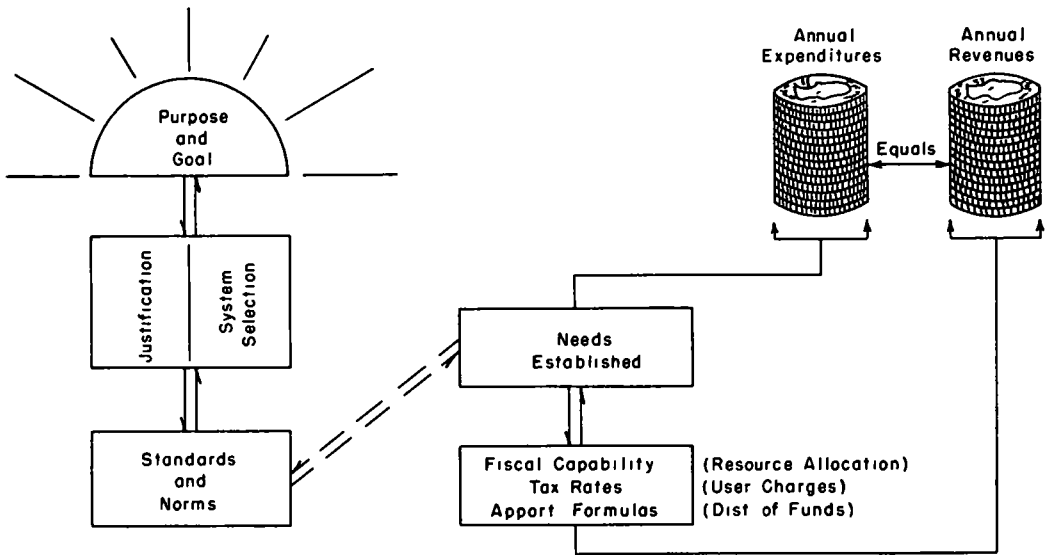 Purpose
and
Goal
Justification
System
Selection
Standards
and
Norms
Annual
Expenditures
Annual
Revenues
Equals
Needs
Established
Fiscal Capability
Tax Rates
Apport Formulas
(Resource Allocation)
(User Charges)
(Dist of Funds)